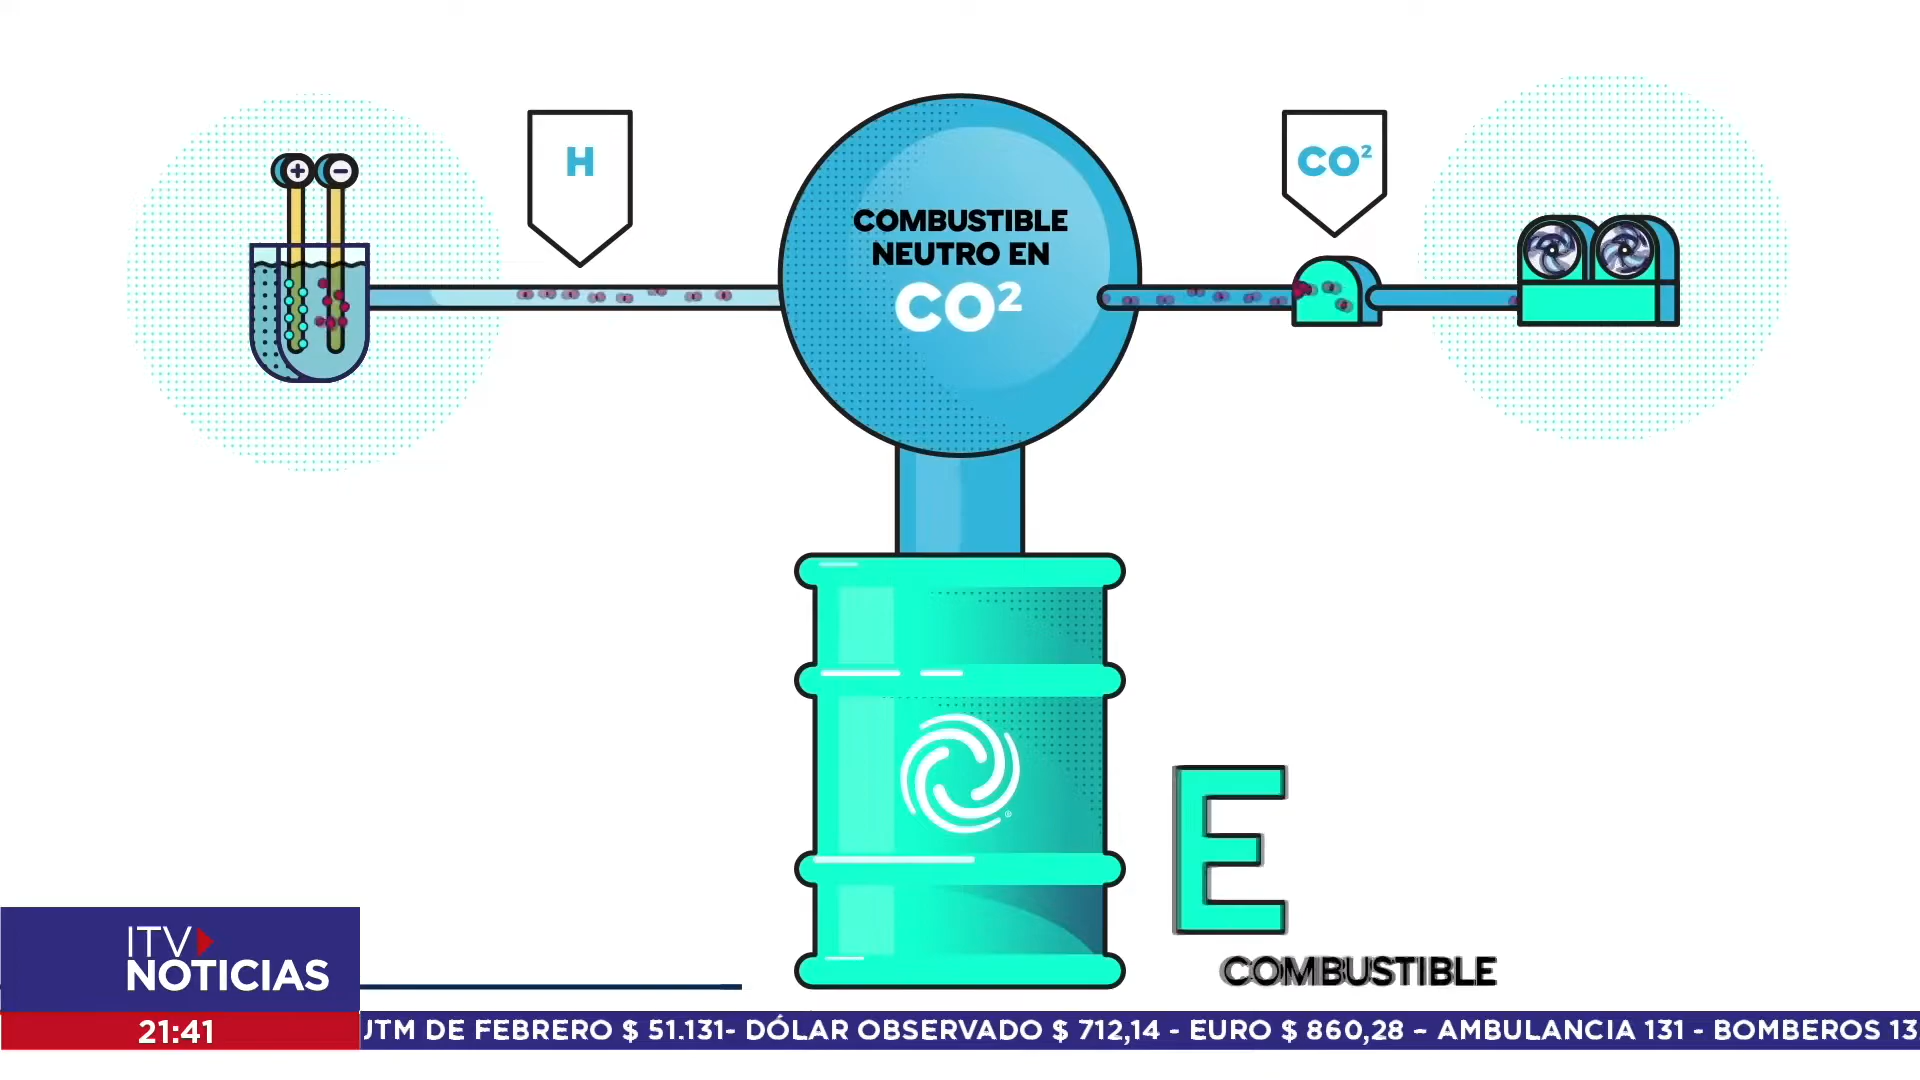 H
CO²
+ −
COMBUSTIBLE
NEUTRO EN
CO²
®
E
COMBUSTIBLE
ITV
NOTICIAS
21:41
UTM DE FEBRERO $ 51.131- DÓLAR OBSERVADO $ 712,14 - EURO $ 860,28 - AMBULANCIA 131 - BOMBEROS 13